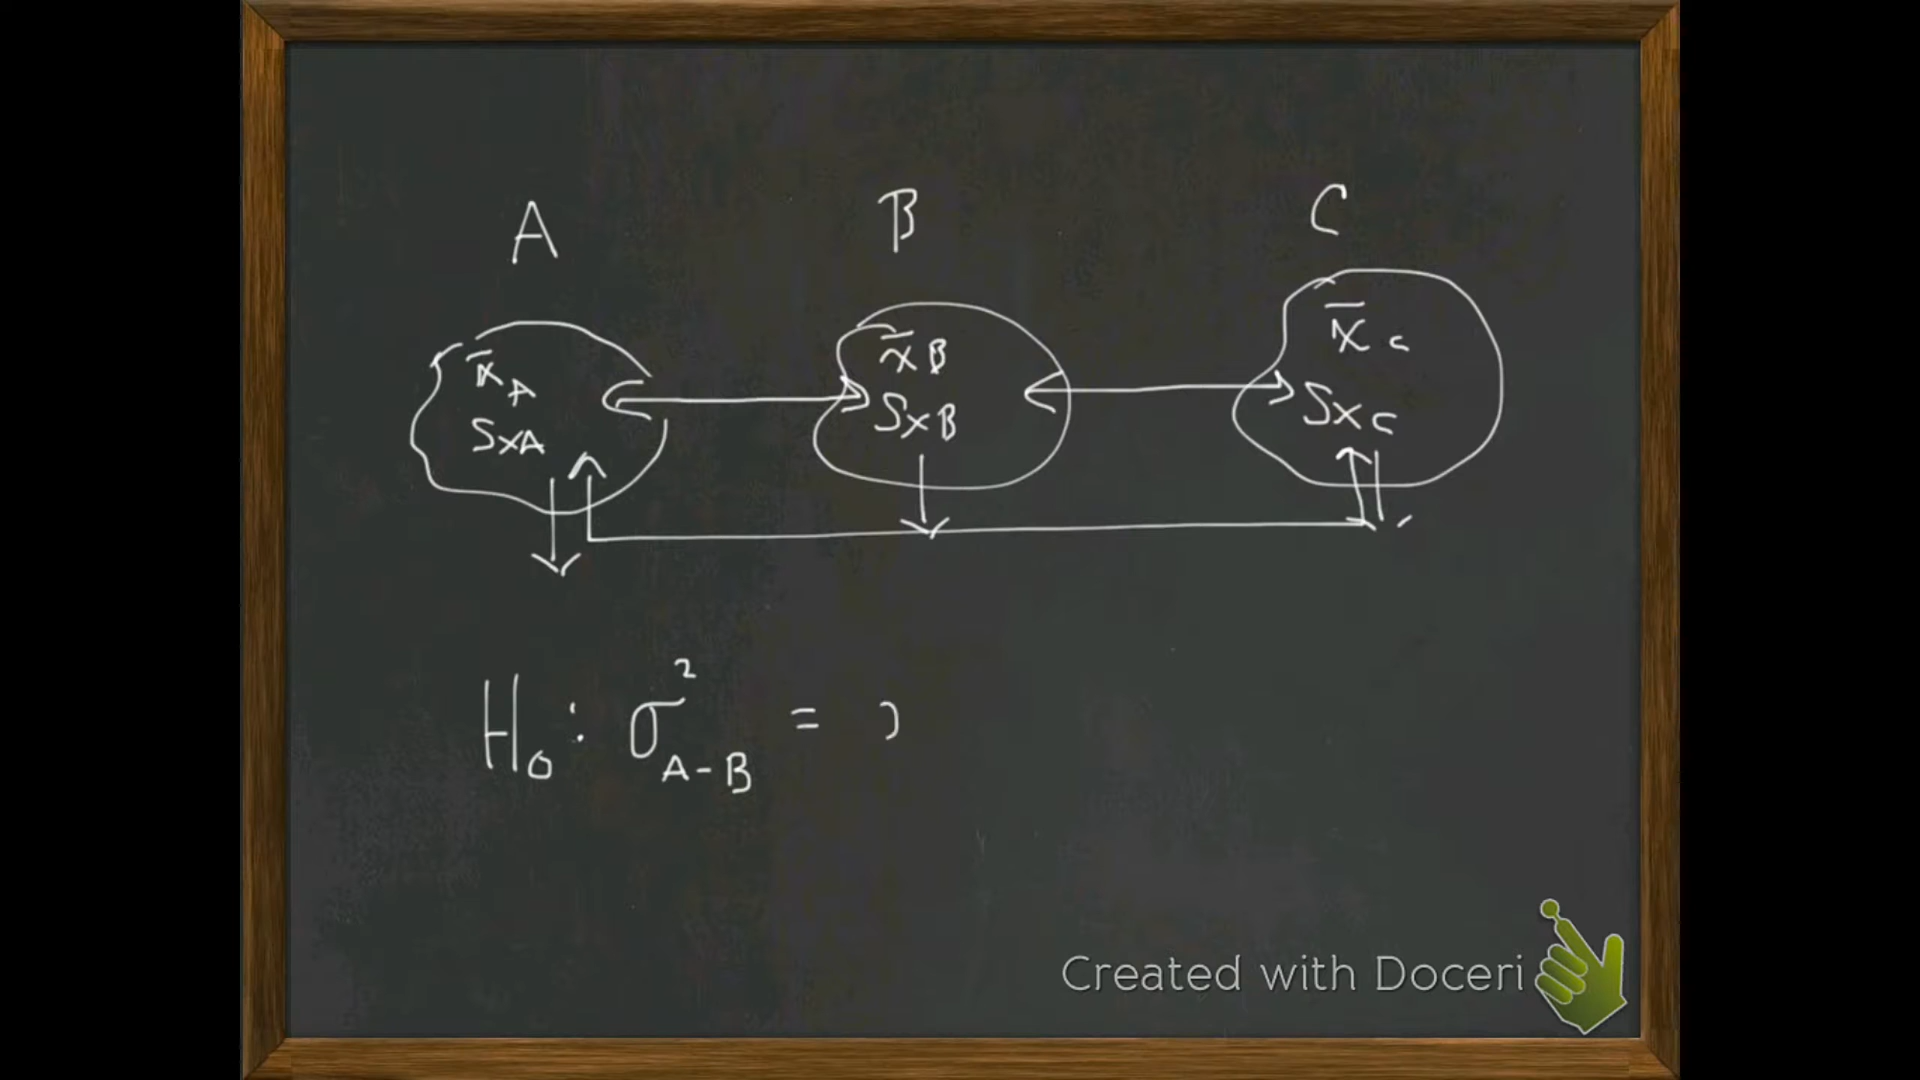 A B C
x̄A x̄B x̄c
SxA SxB Sxc
H₀: σ²A-B =
Created with Doceri